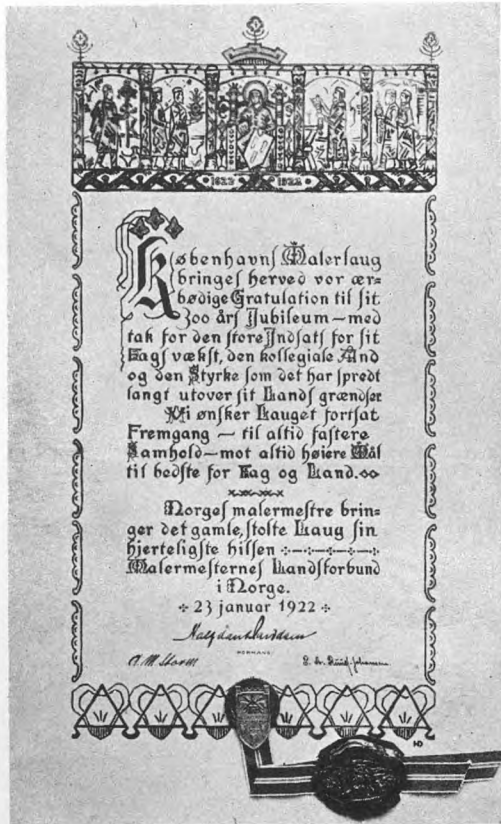 1622 1922
Københavns Malerlaug
bringes herved vor ær-
bødige Gratulation til sit
300 års Jubileum – med
tak for den store Indsats for sit
Fags vækst, den kollegiale Ånd
og den Styrke som det har spredt
langt utover sit Lands grændser
Vi ønsker Lauget fortsat
Fremgang – til altid fastere
Samhold – mot altid høiere Mål
til bedste for Fag og Land.
Norges malermestre brin-
ger det gamle, stolte Laug sin
hjerteligste hilsen
Malermesternes Landsforbund
i Norge.
23 januar 1922
FORMAND
A. M. Storm